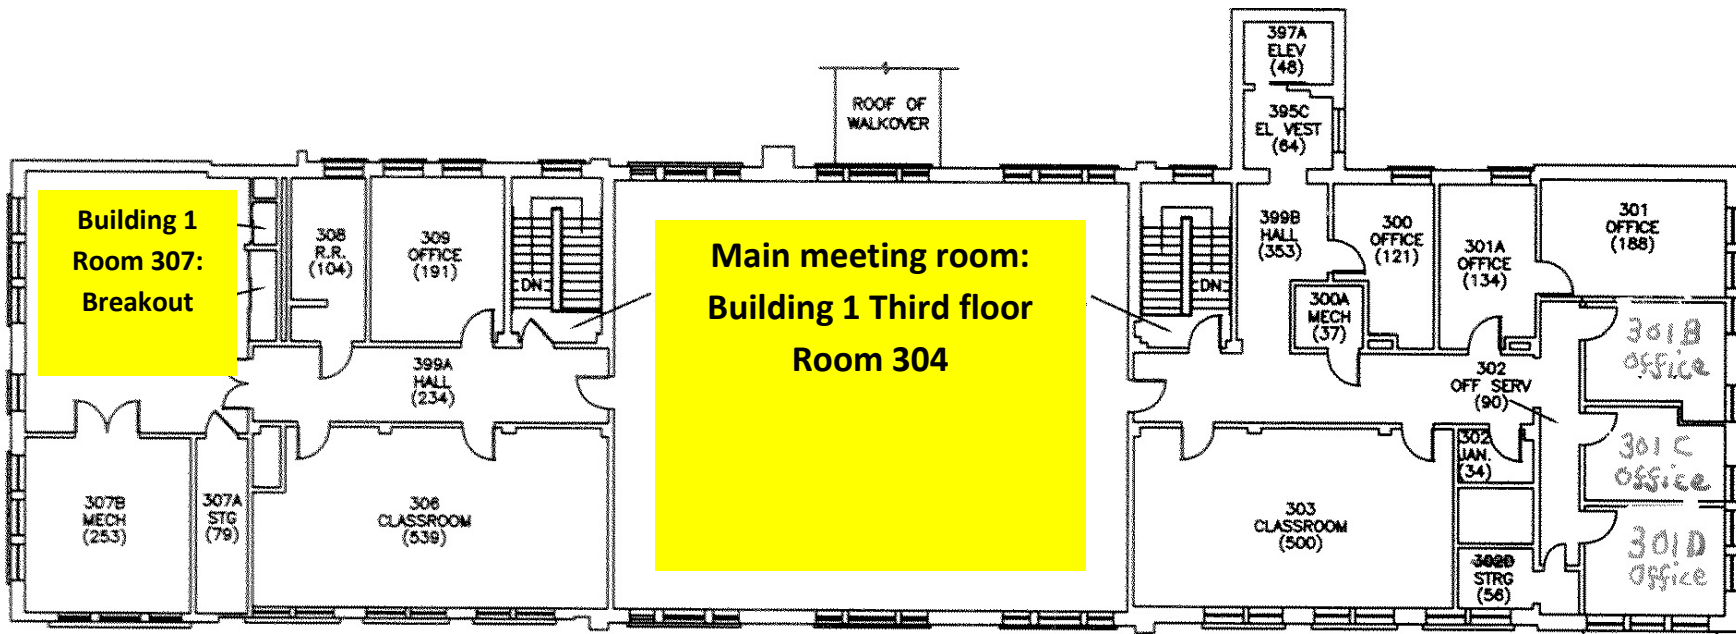 397A
ELEV
(48)
ROOF OF
WALKOVER
395C
EL VEST
(64)
Building 1
Room 307:
Breakout
308
R.R.
(104)
309
OFFICE
(191)
DN
Main meeting room:
Building 1 Third floor
Room 304
DN
399B
HALL
(353)
300
OFFICE
(121)
301A
OFFICE
(134)
301
OFFICE
(188)
300A
MECH
(37)
301B
Office
399A
HALL
(234)
302
OFF SERV
(90)
302
JAN.
(34)
301C
Office
307B
MECH
(253)
307A
STG
(79)
306
CLASSROOM
(539)
303
CLASSROOM
(500)
302D
STRG
(56)
301D
Office